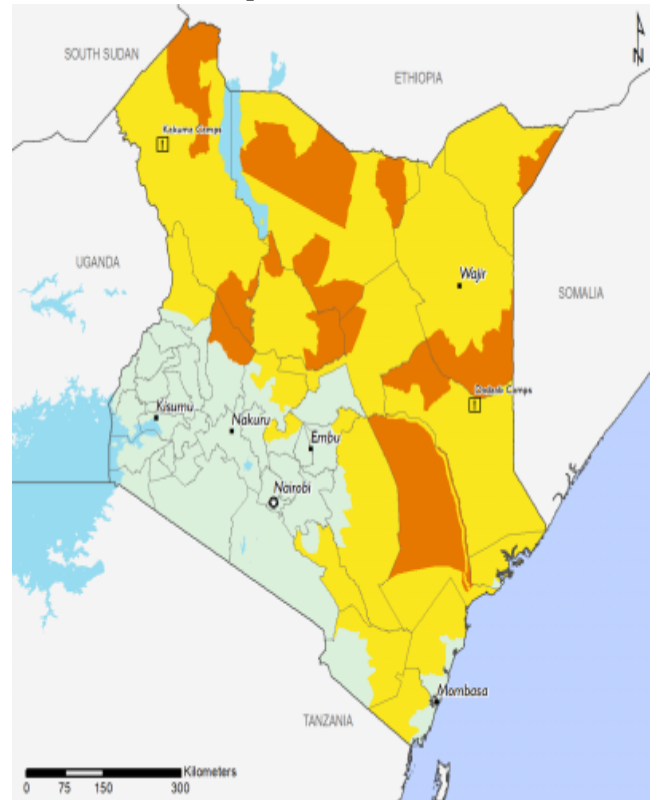 N
SOUTH SUDAN
ETHIOPIA
Kakuma Camps
UGANDA
Wajir
SOMALIA
Dadaab Camps
Kisumu
Nakuru
Embu
Nairobi
Mombasa
TANZANIA
Kilometers
0 75 150 300